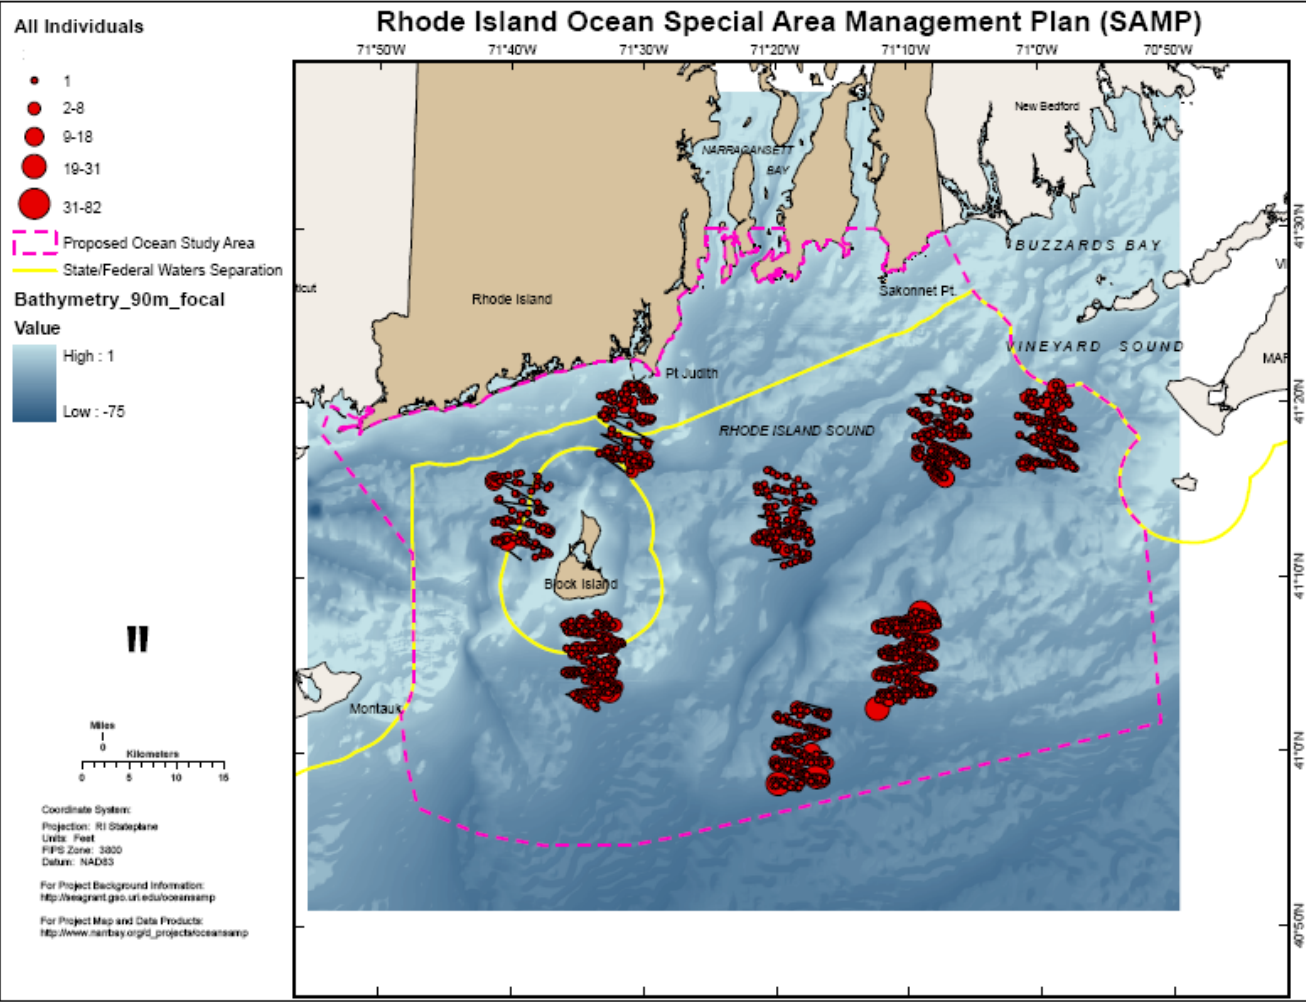 Rhode Island Ocean Special Area Management Plan (SAMP)
All Individuals
1
2-8
9-18
19-31
31-82
Proposed Ocean Study Area
State/Federal Waters Separation
Bathymetry_90m_focal
Value
High : 1
Low : -75
"
Miles
0
Kilometers
0 5 10 15
Coordinate System:
Projection: RI Stateplane
Units: Feet
FIPS Zone: 3800
Datum: NAD83
For Project Background Information:
http://seagrant.gso.uri.edu/oceansamp
For Project Map and Data Products:
http://www.narrbay.org/d_projects/oceansamp
71°50'W 71°40'W 71°30'W 71°20'W 71°10'W 71°0'W 70°50'W
New Bedford
NARRAGANSETT
BAY
BUZZARDS BAY
VI
ticut
Rhode Island
Sakonnet Pt.
VINEYARD SOUND
MAR
Pt Judith
RHODE ISLAND SOUND
Block Island
Montauk
41°30'N
41°20'N
41°10'N
41°0'N
40°50'N